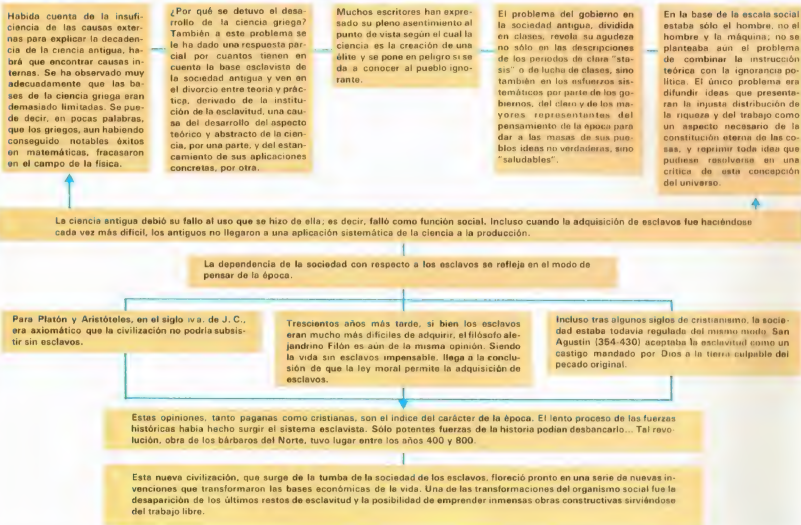 Habida cuenta de la insufi-
ciencia de las causas exter-
nas para explicar la decaden-
cia de la ciencia antigua, ha-
brá que encontrar causas in-
ternas. Se ha observado muy
adecuadamente que las ba-
ses de la ciencia griega eran
demasiado limitadas. Se pue-
de decir, en pocas palabras,
que los griegos, aun habiendo
conseguido notables éxitos
en matemáticas, fracasaron
en el campo de la física.
¿Por qué se detuvo el desa-
rrollo de la ciencia griega?
También a este problema se
le ha dado una respuesta par-
cial por cuantos tienen en
cuenta la base esclavista de
la sociedad antigua y ven en
el divorcio entre teoría y prác-
tica, derivado de la institu-
ción de la esclavitud, una cau-
sa del desarrollo del aspecto
teórico y abstracto de la cien-
cia, por una parte, y del estan-
camiento de sus aplicaciones
concretas, por otra.
Muchos escritores han expre-
sado su pleno asentimiento al
punto de vista según el cual la
ciencia es la creación de una
élite y se pone en peligro si se
da a conocer al pueblo igno-
rante.
El problema del gobierno en
la sociedad antigua, dividida
en clases, revela su agudeza
no sólo en las descripciones
de los periodos de clara "sta-
sis" o de lucha de clases, sino
también en los esfuerzos sis-
temáticos por parte de los go-
biernos, del clero y de los ma-
yores representantes del
pensamiento de la época para
dar a las masas de sus pue-
blos ideas no verdaderas, sino
"saludables".
En la base de la escala social
estaba sólo el hombre, no el
hombre y la máquina; no se
planteaba aún el problema
de combinar la instrucción
teórica con la ignorancia po-
lítica. El único problema era
difundir ideas que presenta-
ran la injusta distribución de
la riqueza y del trabajo como
un aspecto necesario de la
constitución eterna de las co-
sas, y reprimir toda idea que
pudiese resolverse en una
crítica de esta concepción
del universo.
La ciencia antigua debió su fallo al uso que se hizo de ella; es decir, falló como función social. Incluso cuando la adquisición de esclavos fue haciéndose
cada vez más difícil, los antiguos no llegaron a una aplicación sistemática de la ciencia a la producción.
La dependencia de la sociedad con respecto a los esclavos se refleja en el modo de
pensar de la época.
Para Platón y Aristóteles, en el siglo IV a. de J. C.,
era axiomático que la civilización no podría subsis-
tir sin esclavos.
Trescientos años más tarde, si bien los esclavos
eran mucho más difíciles de adquirir, el filósofo ale-
jandrino Filón es aún de la misma opinión. Siendo
la vida sin esclavos impensable, llega a la conclu-
sión de que la ley moral permite la adquisición de
esclavos.
Incluso tras algunos siglos de cristianismo, la socie-
dad estaba todavía regulada del mismo modo. San
Agustín (354-430) aceptaba la esclavitud como un
castigo mandado por Dios a la tierra culpable del
pecado original.
Estas opiniones, tanto paganas como cristianas, son el índice del carácter de la época. El lento proceso de las fuerzas
históricas había hecho surgir el sistema esclavista. Sólo potentes fuerzas de la historia podían desbancarlo... Tal revo-
lución, obra de los bárbaros del Norte, tuvo lugar entre los años 400 y 800.
Esta nueva civilización, que surge de la tumba de la sociedad de los esclavos, floreció pronto en una serie de nuevas in-
venciones que transformaron las bases económicas de la vida. Una de las transformaciones del organismo social fue la
desaparición de los últimos restos de esclavitud y la posibilidad de emprender inmensas obras constructivas sirviéndose
del trabajo libre.